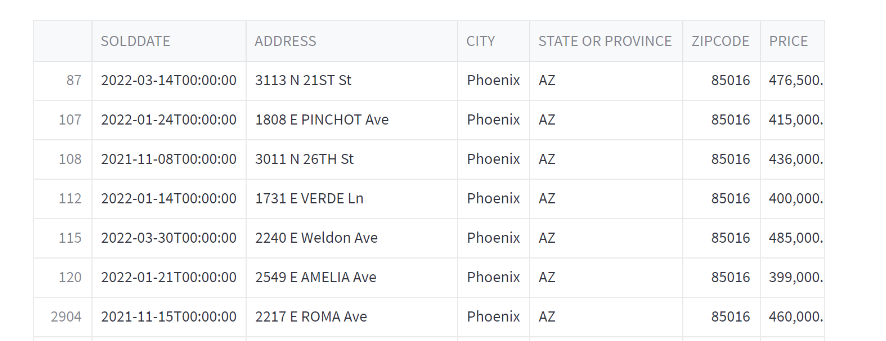 SOLDDATE ADDRESS CITY STATE OR PROVINCE ZIPCODE PRICE
87 2022-03-14T00:00:00 3113 N 21ST St Phoenix AZ 85016 476,500.
107 2022-01-24T00:00:00 1808 E PINCHOT Ave Phoenix AZ 85016 415,000.
108 2021-11-08T00:00:00 3011 N 26TH St Phoenix AZ 85016 436,000.
112 2022-01-14T00:00:00 1731 E VERDE Ln Phoenix AZ 85016 400,000.
115 2022-03-30T00:00:00 2240 E Weldon Ave Phoenix AZ 85016 485,000.
120 2022-01-21T00:00:00 2549 E AMELIA Ave Phoenix AZ 85016 399,000.
2904 2021-11-15T00:00:00 2217 E ROMA Ave Phoenix AZ 85016 460,000.